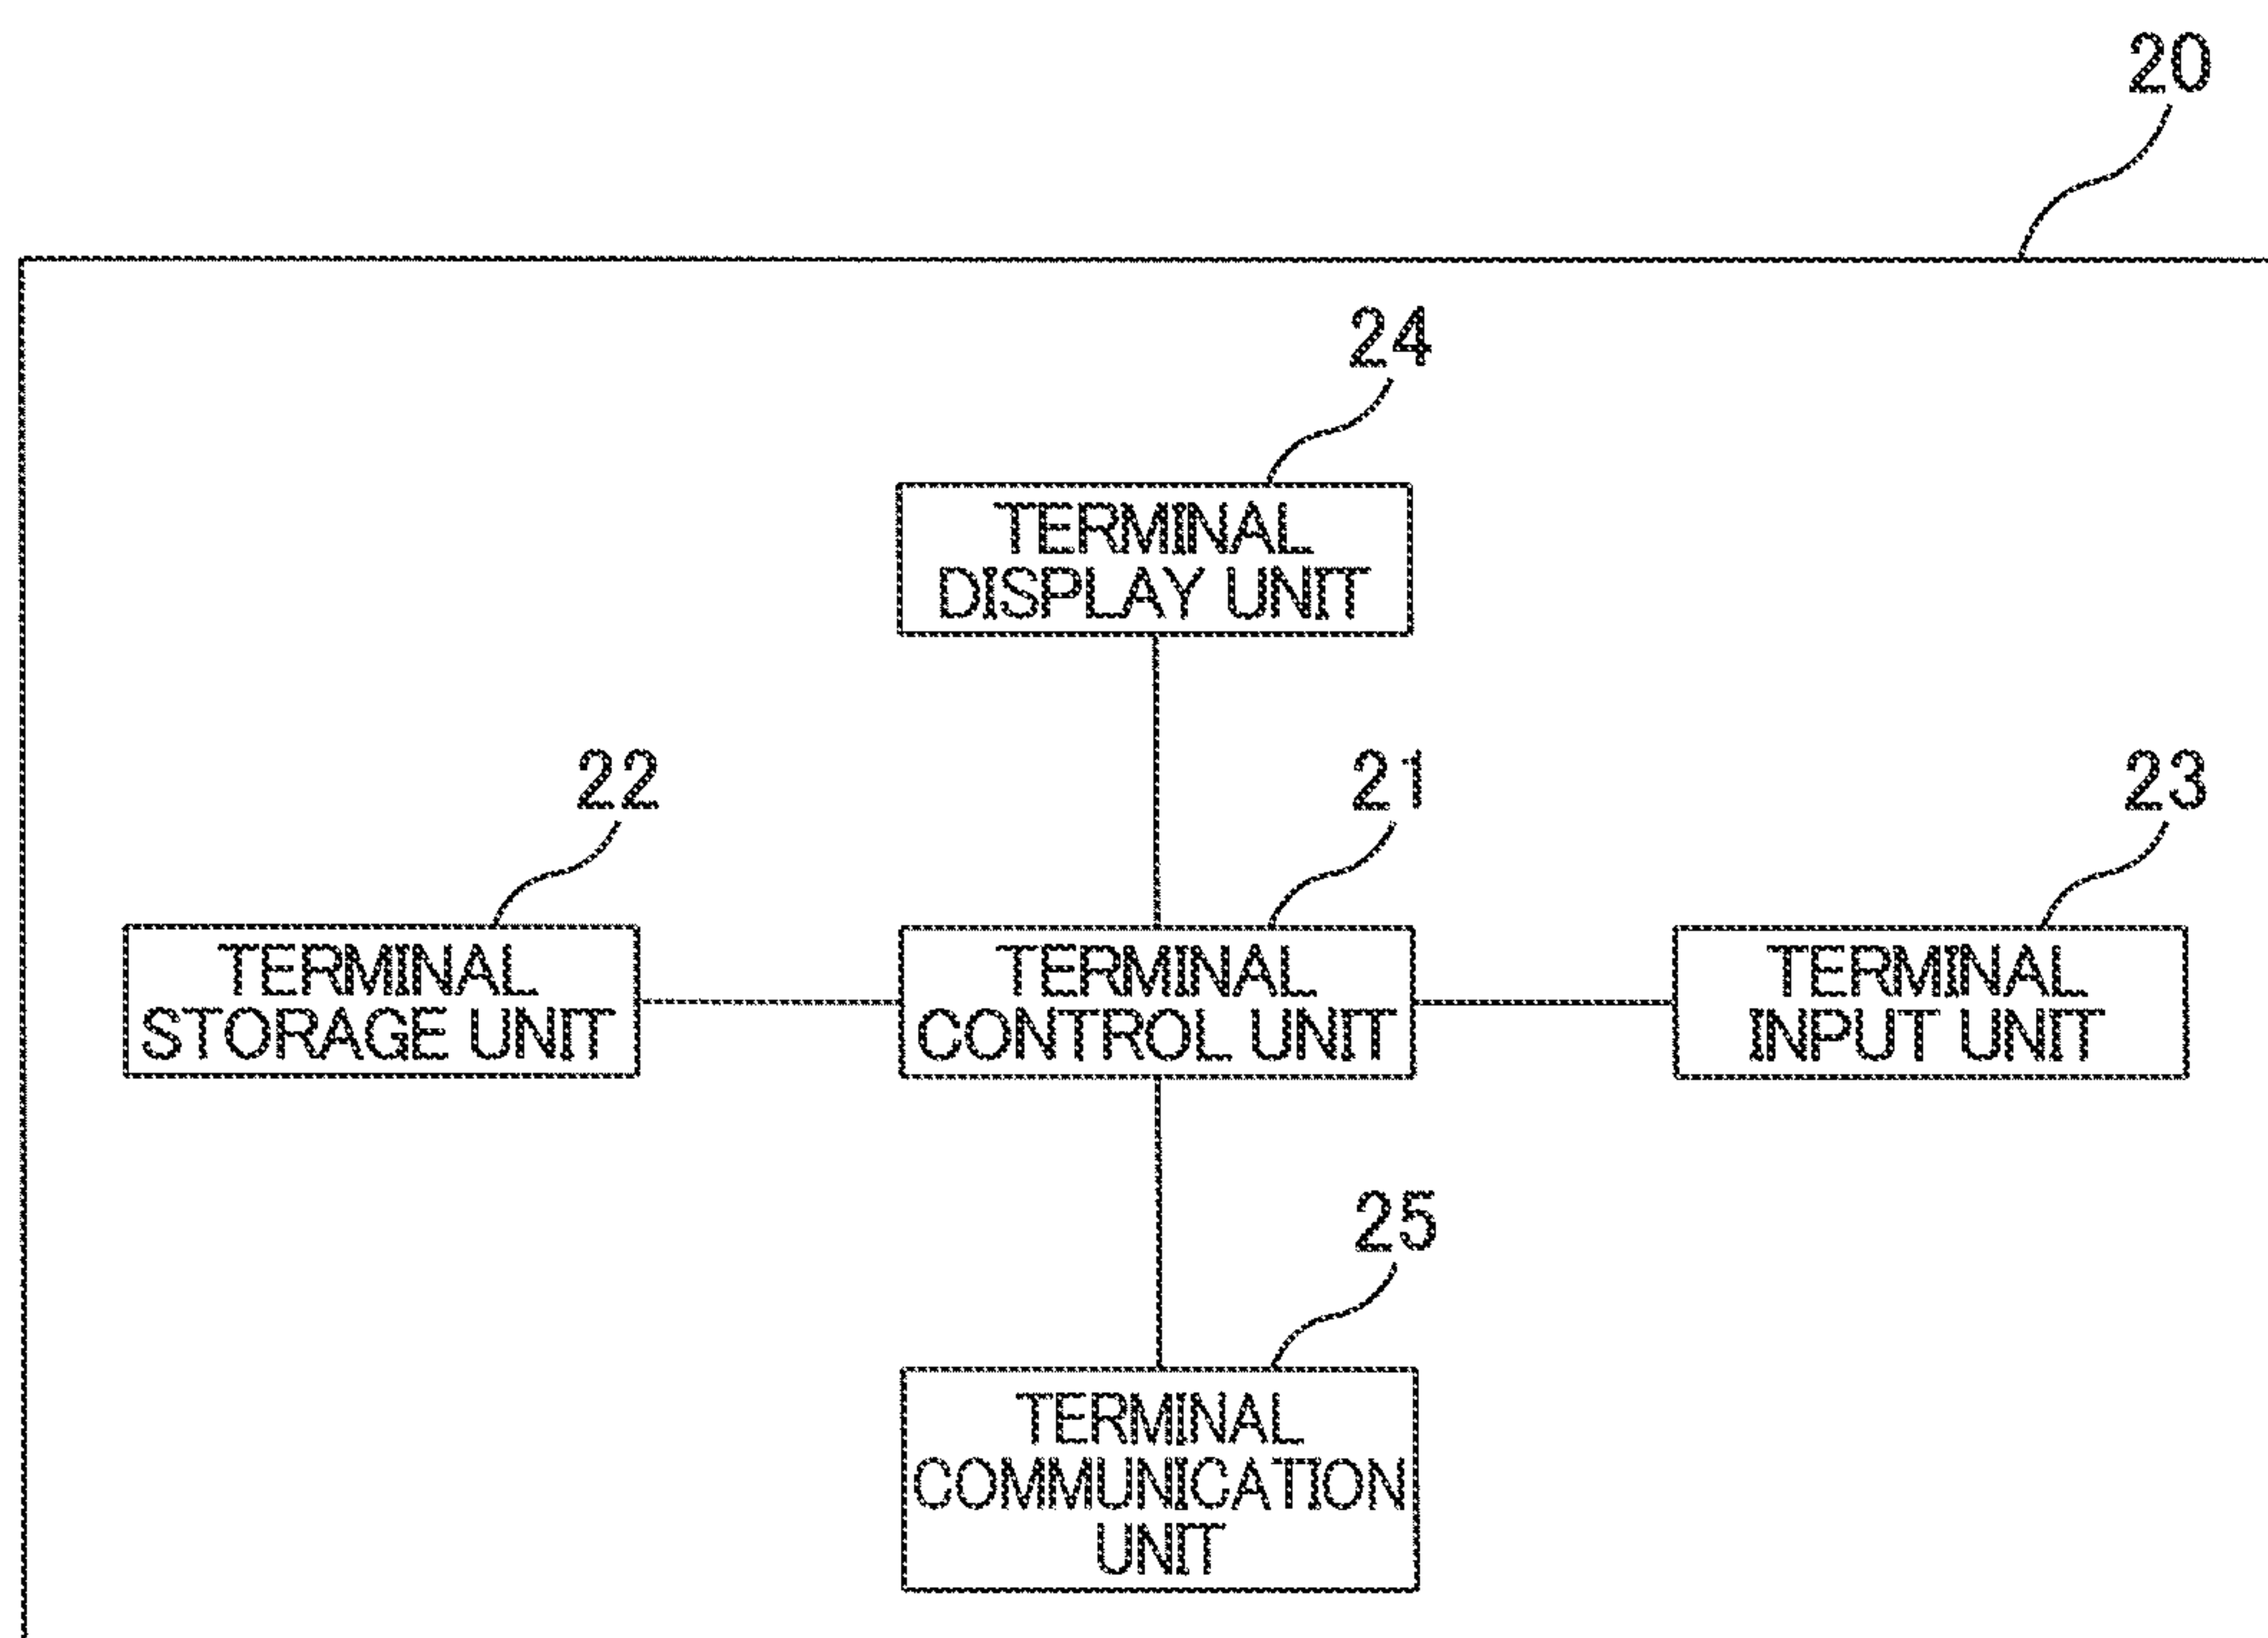 20
24
TERMINAL
DISPLAY UNIT
22
21
23
TERMINAL
STORAGE UNIT
TERMINAL
CONTROL UNIT
TERMINAL
INPUT UNIT
25
TERMINAL
COMMUNICATION
UNIT